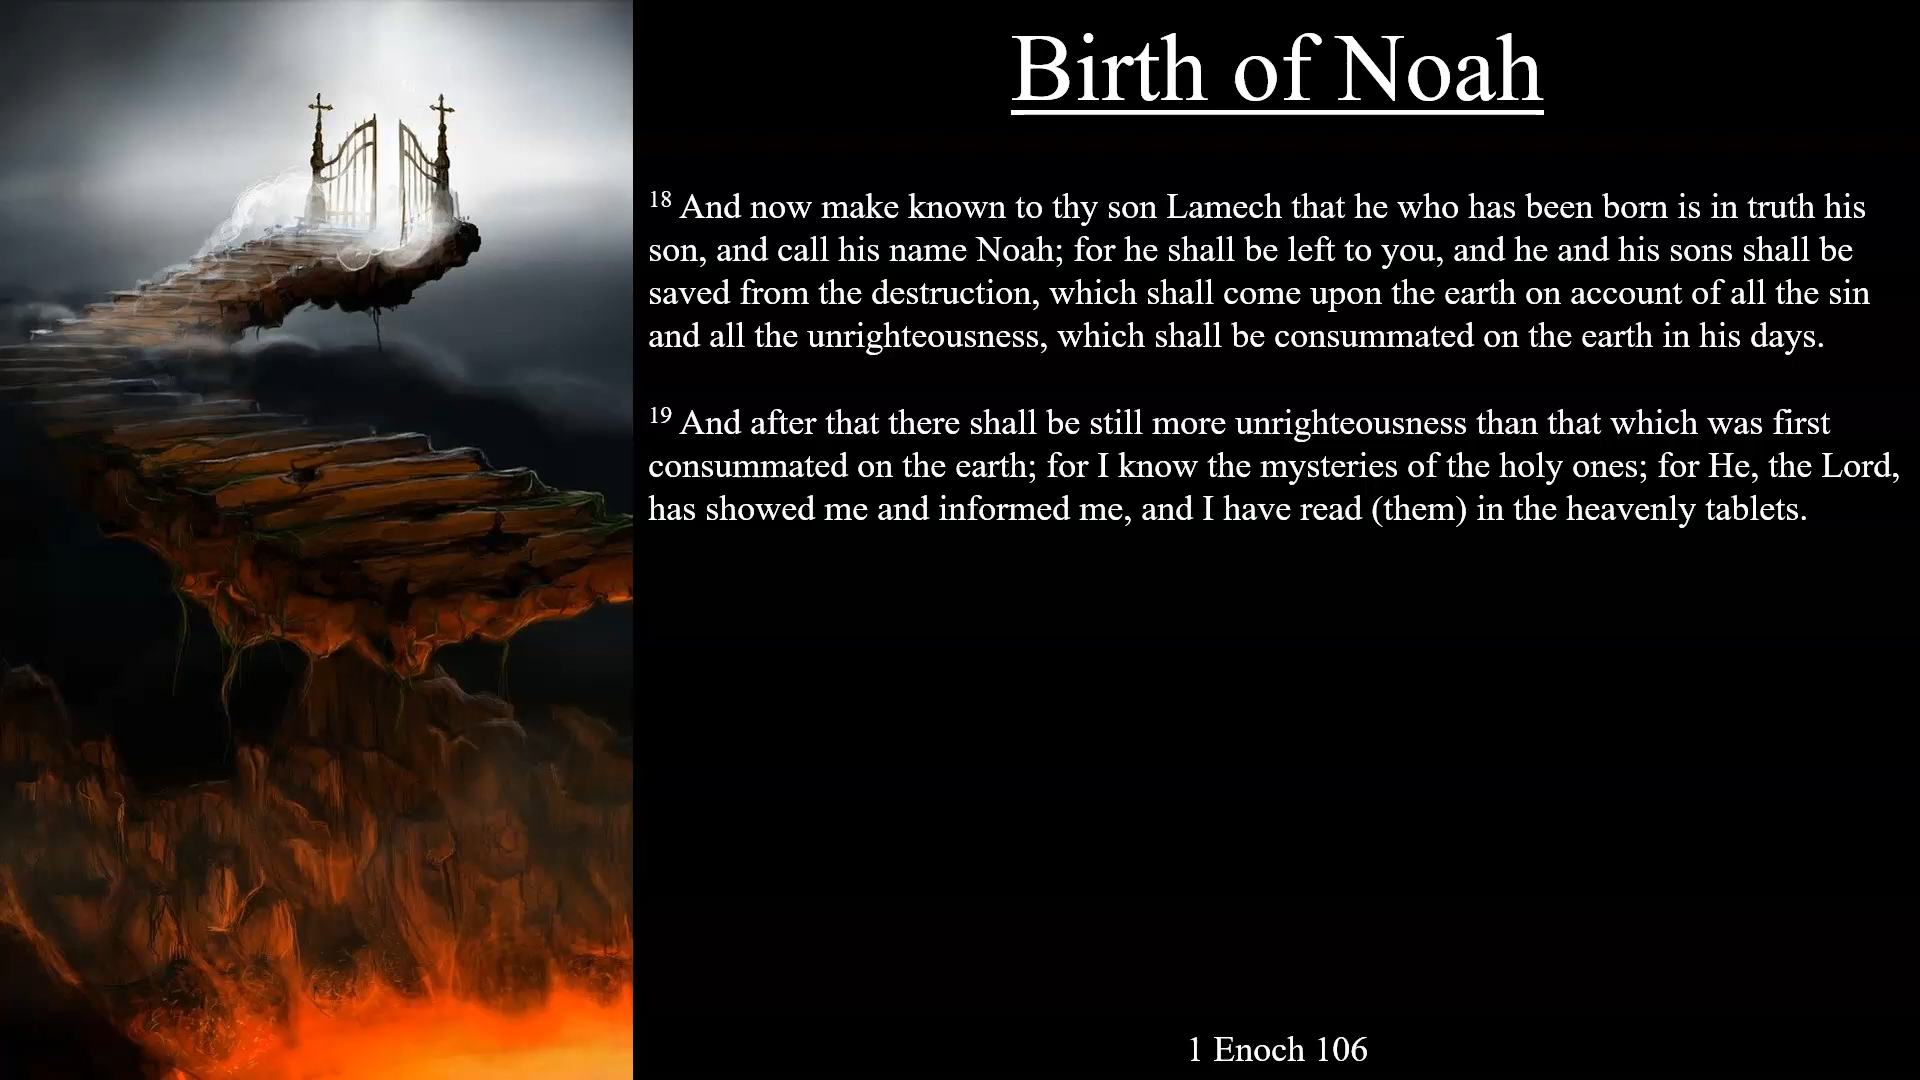 Birth of Noah
18 And now make known to thy son Lamech that he who has been born is in truth his
son, and call his name Noah; for he shall be left to you, and he and his sons shall be
saved from the destruction, which shall come upon the earth on account of all the sin
and all the unrighteousness, which shall be consummated on the earth in his days.
19 And after that there shall be still more unrighteousness than that which was first
consummated on the earth; for I know the mysteries of the holy ones; for He, the Lord,
has showed me and informed me, and I have read (them) in the heavenly tablets.
1 Enoch 106